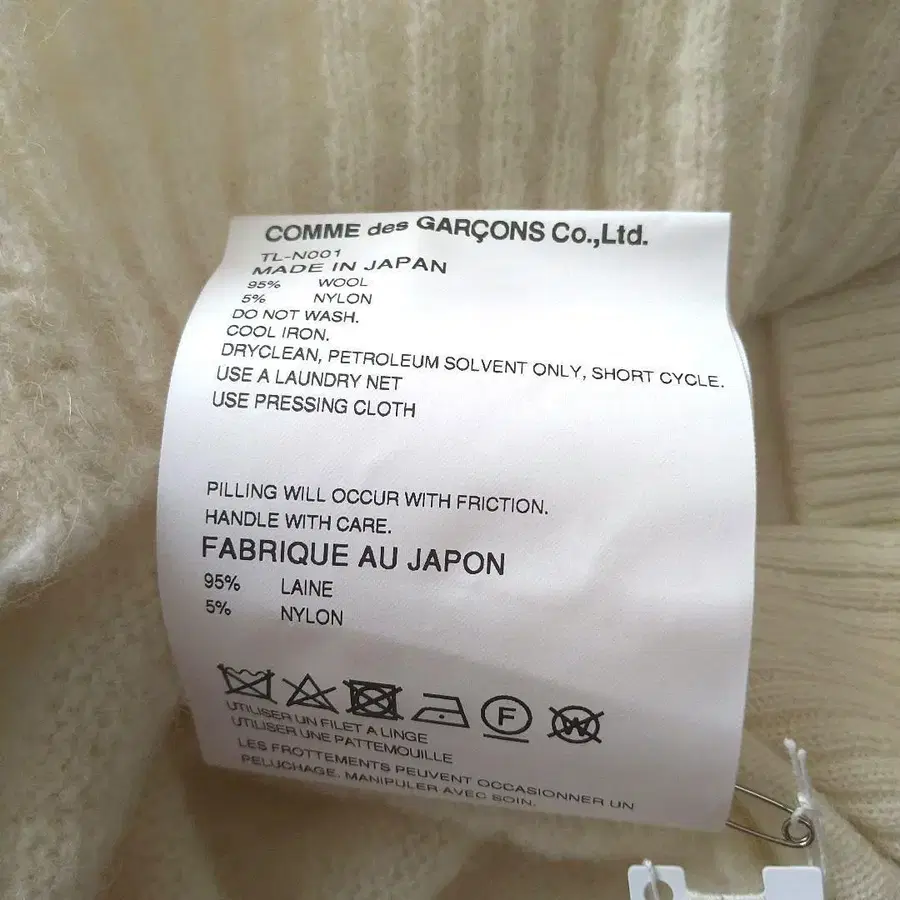 COMME des GARÇONS Co.,Ltd.
TL-N001
MADE IN JAPAN
95% WOOL
5% NYLON
DO NOT WASH.
COOL IRON.
DRYCLEAN, PETROLEUM SOLVENT ONLY, SHORT CYCLE.
USE A LAUNDRY NET
USE PRESSING CLOTH
PILLING WILL OCCUR WITH FRICTION.
HANDLE WITH CARE.
FABRIQUE AU JAPON
95% LAINE
5% NYLON
F W
UTILISER UN FILET A LINGE
UTILISER UNE PATTEMOUILLE
LES FROTTEMENTS PEUVENT OCCASIONNER UN
PELUCHAGE. MANIPULER AVEC SOIN.